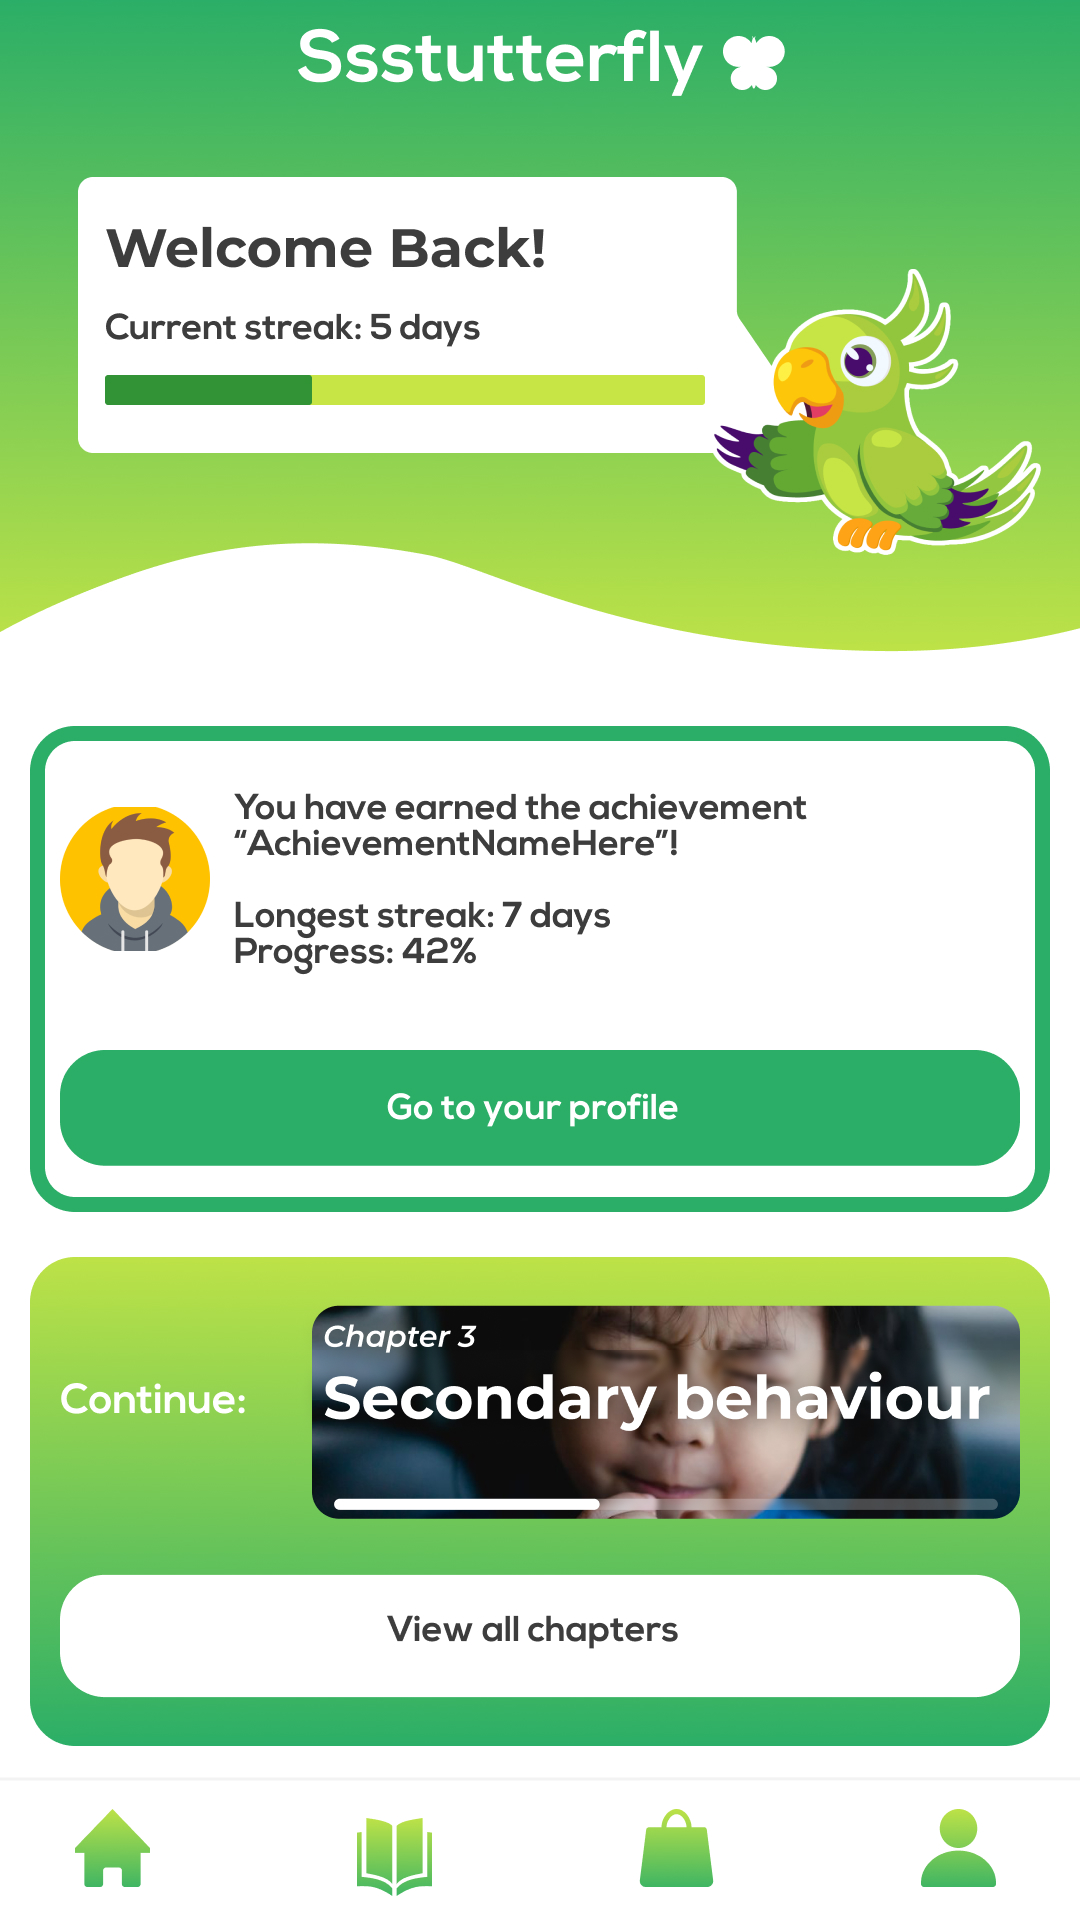 Ssstutterfly
Welcome Back!
Current streak: 5 days
You have earned the achievement
“AchievementNameHere”!
Longest streak: 7 days
Progress: 42%
Go to your profile
Chapter 3
Continue:
Secondary behaviour
View all chapters